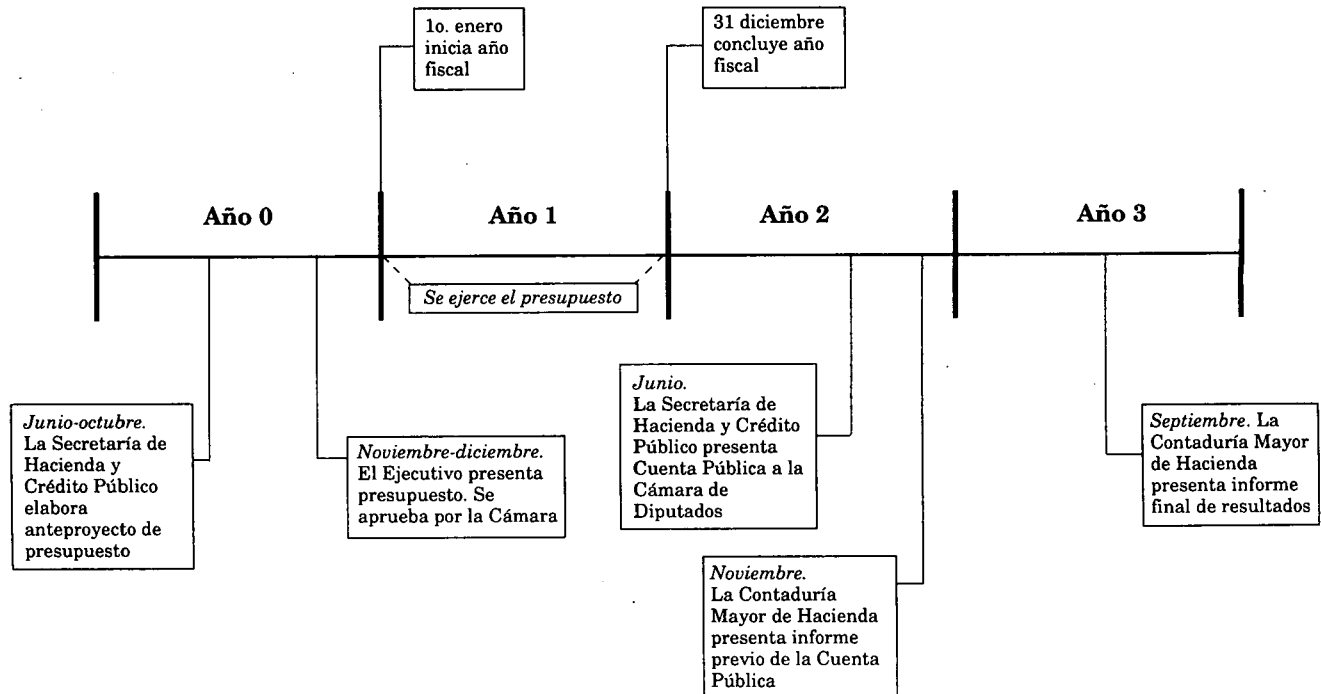 1o. enero
inicia año
fiscal
31 diciembre
concluye año
fiscal
Año 0
Año 1
Año 2
Año 3
Se ejerce el presupuesto
Junio-octubre.
La Secretaría de
Hacienda y
Crédito Público
elabora
anteproyecto de
presupuesto
Noviembre-diciembre.
El Ejecutivo presenta
presupuesto. Se
aprueba por la Cámara
Junio.
La Secretaría de
Hacienda y Crédito
Público presenta
Cuenta Pública a la
Cámara de
Diputados
Noviembre.
La Contaduría
Mayor de Hacienda
presenta informe
previo de la Cuenta
Pública
Septiembre. La
Contaduría Mayor
de Hacienda
presenta informe
final de resultados